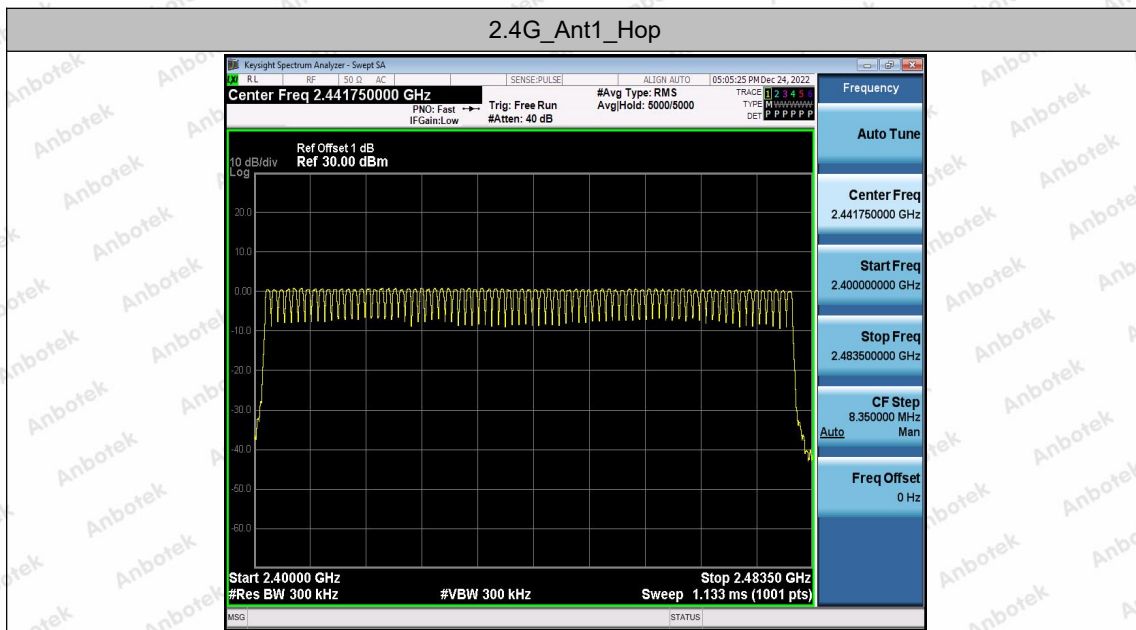 2.4G_Ant1_Hop
Keysight Spectrum Analyzer - Swept SA
RL RF 50 Ω AC SENSE:PULSE ALIGN AUTO 05:05:25 PM Dec 24, 2022
Center Freq 2.441750000 GHz
PNO: Fast
IFGain:Low
Trig: Free Run
#Atten: 40 dB
#Avg Type: RMS
Avg|Hold: 5000/5000
TRACE 1 2 3 4 5 6
TYPE MWWWWW
DET P P P P P P
Ref Offset 1 dB
10 dB/div Ref 30.00 dBm
Log
20.0
10.0
0.00
-10.0
-20.0
-30.0
-40.0
-50.0
-60.0
Start 2.40000 GHz Stop 2.48350 GHz
#Res BW 300 kHz #VBW 300 kHz Sweep 1.133 ms (1001 pts)
MSG STATUS
Frequency
Auto Tune
Center Freq
2.441750000 GHz
Start Freq
2.400000000 GHz
Stop Freq
2.483500000 GHz
CF Step
8.350000 MHz
Auto Man
Freq Offset
0 Hz
Anbotek